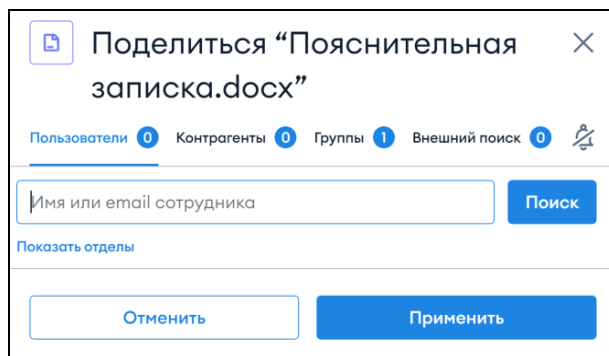 Поделиться “Пояснительная
записка.docx”
Пользователи 0 Контрагенты 0 Группы 1 Внешний поиск 0
Имя или email сотрудника Поиск
Показать отделы
Отменить Применить